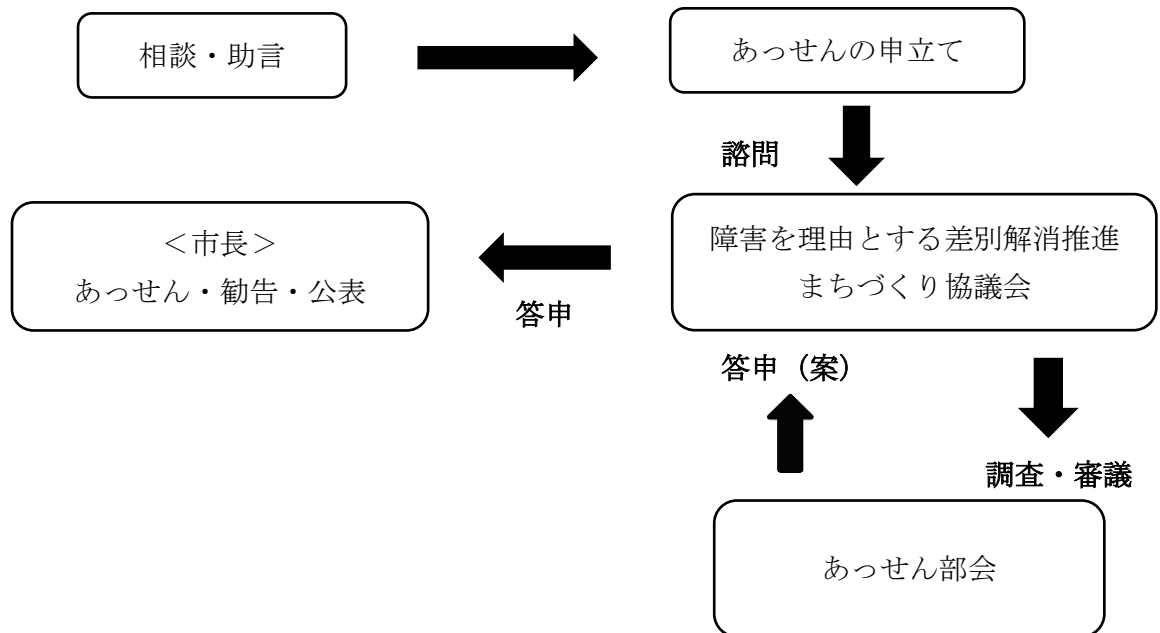 相談・助言
あっせんの申立て
諮問
障害を理由とする差別解消推進
まちづくり協議会
＜市長＞
あっせん・勧告・公表
答申
答申（案）
調査・審議
あっせん部会